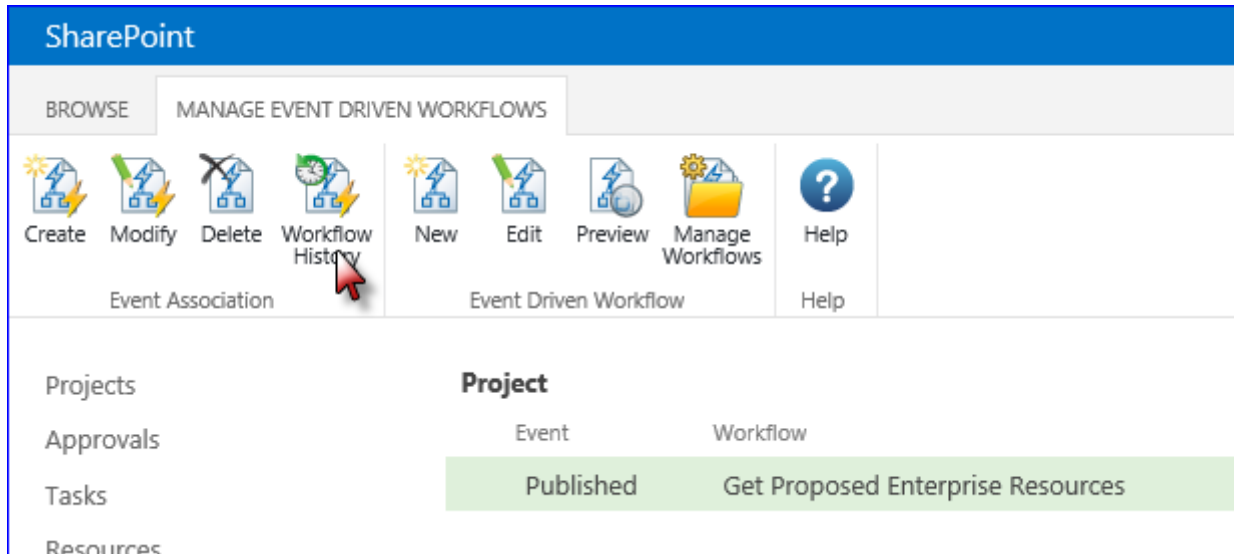 SharePoint
BROWSE MANAGE EVENT DRIVEN WORKFLOWS
Create Modify Delete Workflow New Edit Preview Manage Help
History Workflows
Event Association Event Driven Workflow Help
Projects Project
Approvals Event Workflow
Tasks Published Get Proposed Enterprise Resources
Resources